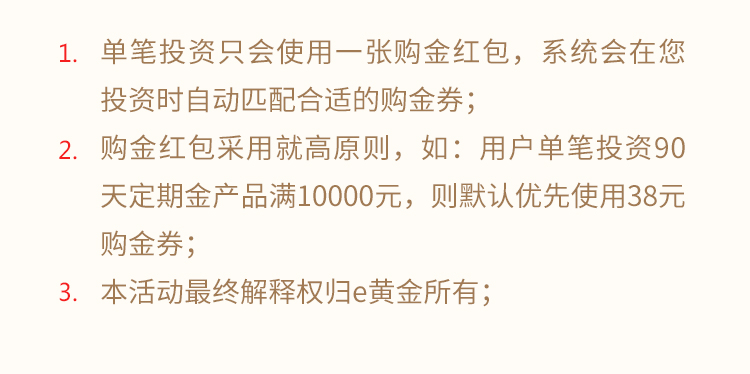 1. 单笔投资只会使用一张购金红包，系统会在您
投资时自动匹配合适的购金券；
2. 购金红包采用就高原则，如：用户单笔投资90
天定期金产品满10000元，则默认优先使用38元
购金券；
3. 本活动最终解释权归e黄金所有；